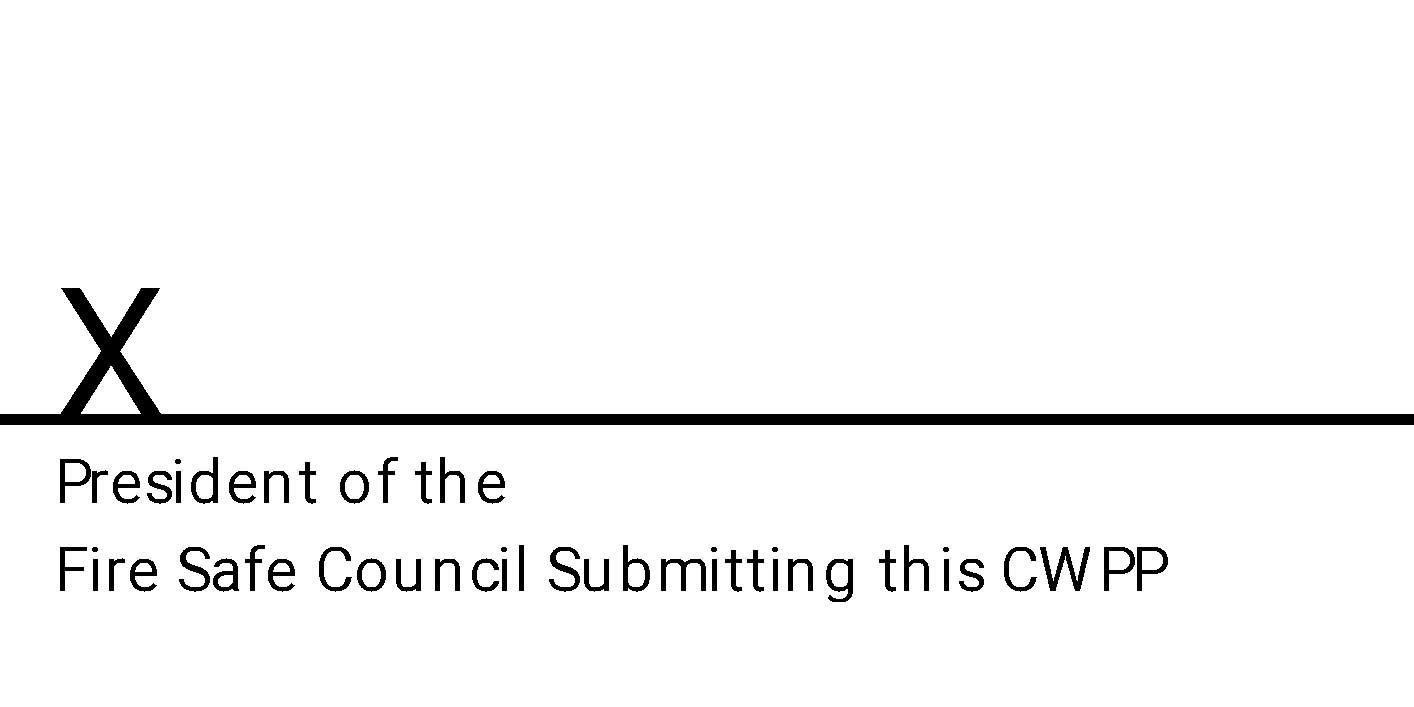 X
President of the
Fire Safe Council Submitting this CWPP